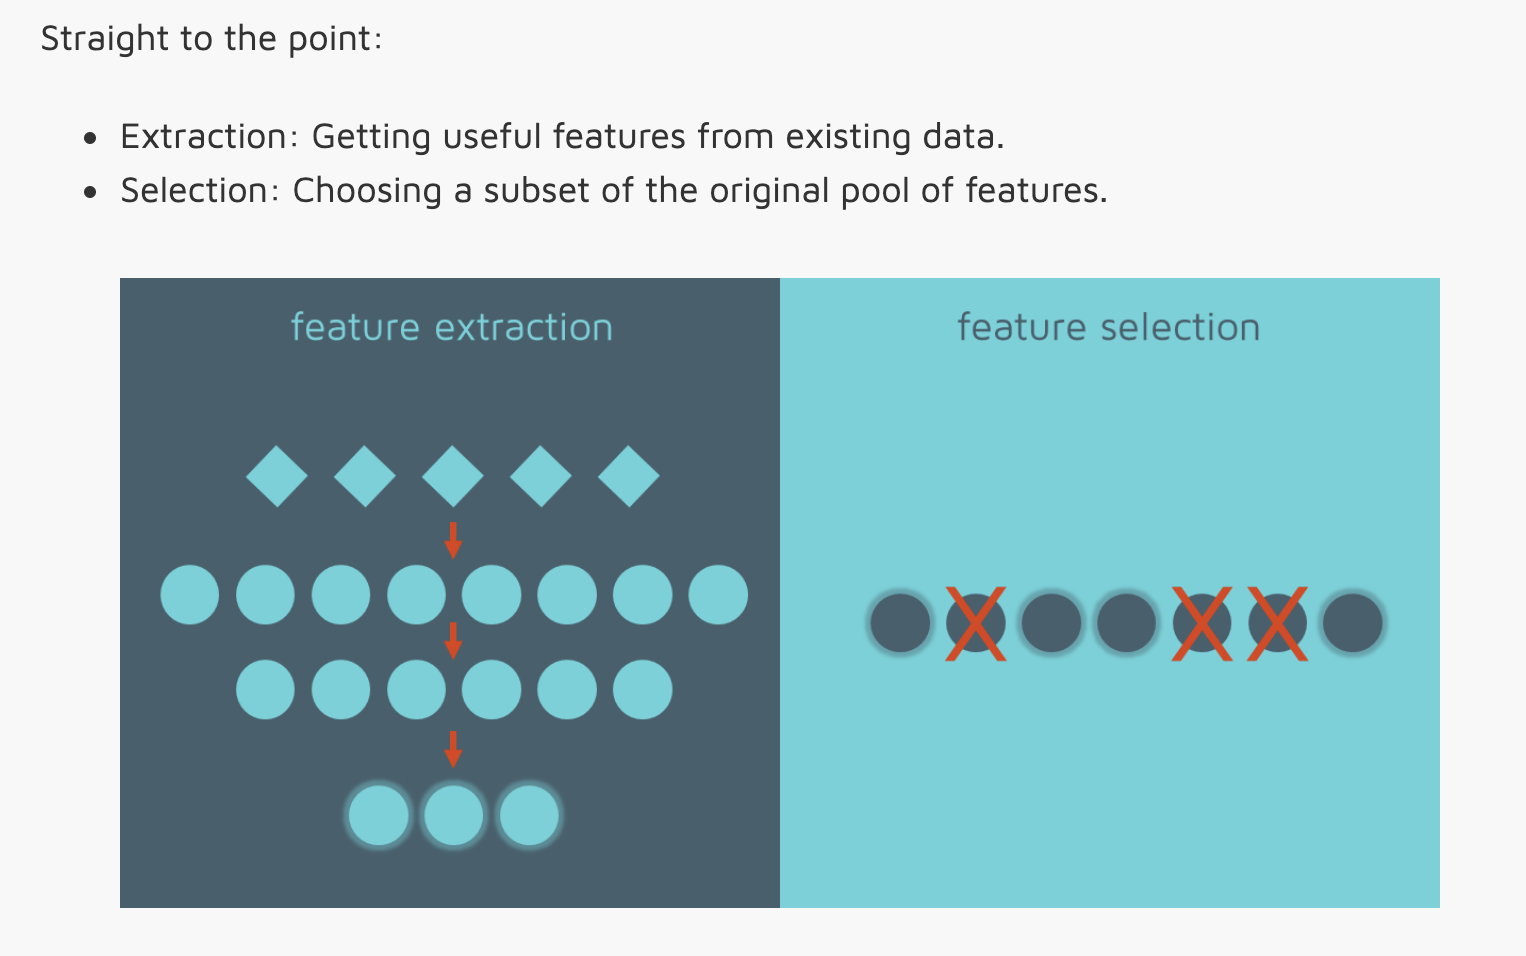 Straight to the point:
Extraction: Getting useful features from existing data.
Selection: Choosing a subset of the original pool of features.
feature extraction
feature selection